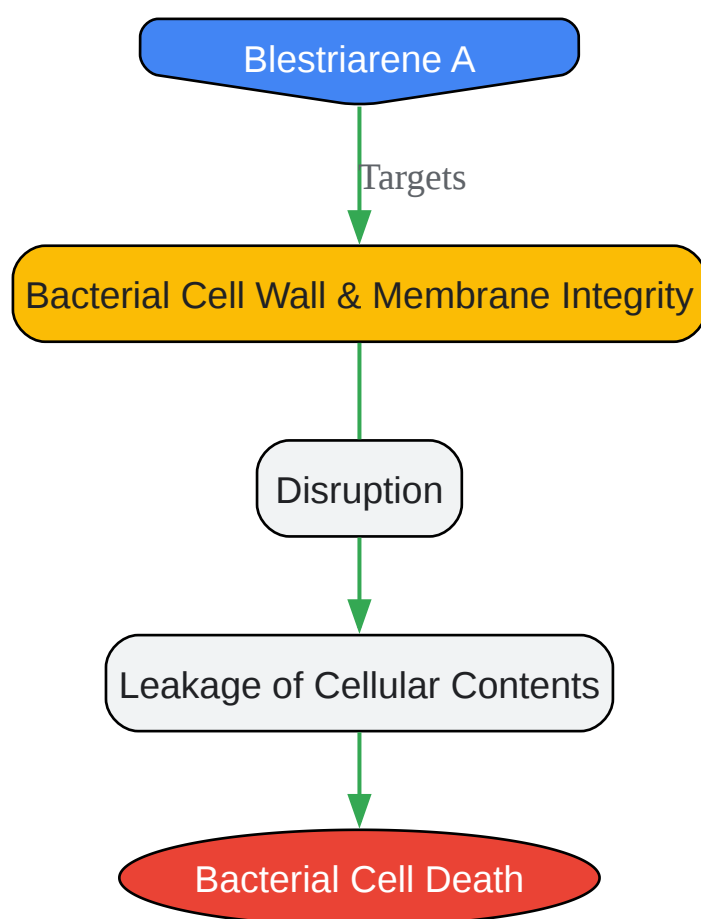 Blestriarene A
Targets
Bacterial Cell Wall & Membrane Integrity
Disruption
Leakage of Cellular Contents
Bacterial Cell Death